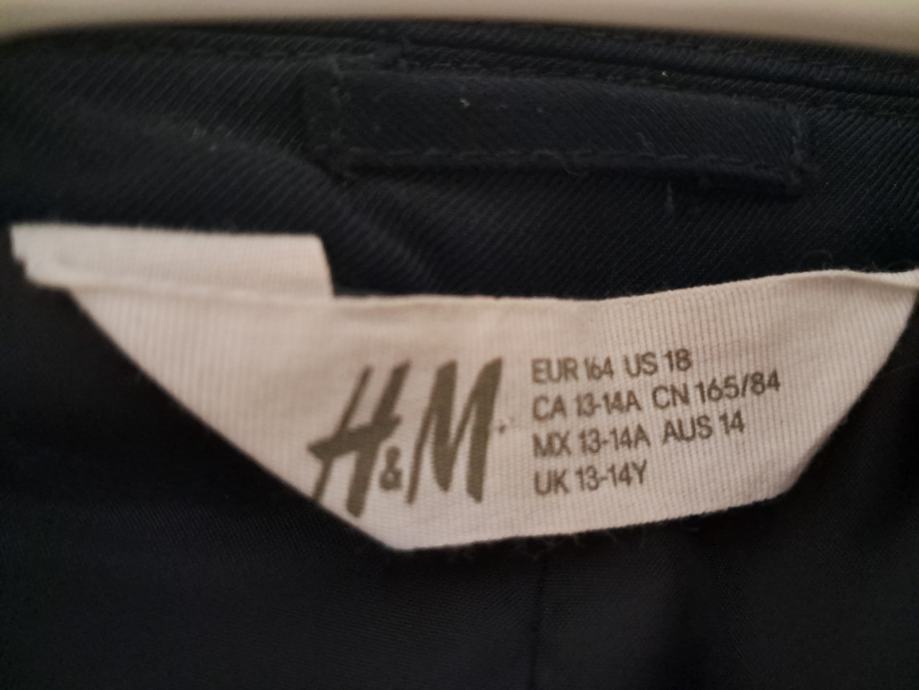 H&M
EUR 164 US 18
CA 13-14A CN 165/84
MX 13-14A AUS 14
UK 13-14Y